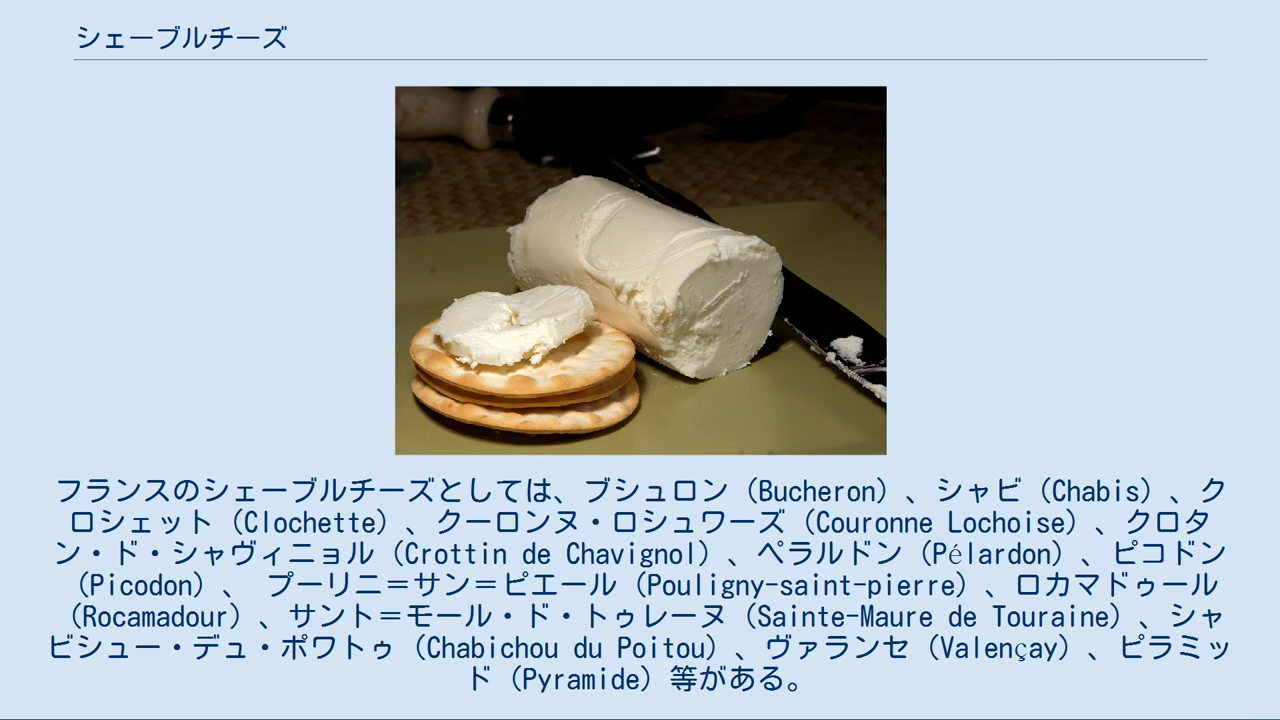 シェーブルチーズ
フランスのシェーブルチーズとしては、ブシュロン（Bucheron）、シャビ（Chabis）、ク
ロシェット（Clochette）、クーロンヌ・ロシュワーズ（Couronne Lochoise）、クロタ
ン・ド・シャヴィニョル（Crottin de Chavignol）、ペラルドン（Pélardon）、ピコドン
（Picodon）、 プーリニ＝サン＝ピエール（Pouligny-saint-pierre）、ロカマドゥール
（Rocamadour）、サント＝モール・ド・トゥレーヌ（Sainte-Maure de Touraine）、シャ
ビシュー・デュ・ポワトゥ（Chabichou du Poitou）、ヴァランセ（Valençay）、ピラミッ
ド（Pyramide）等がある。